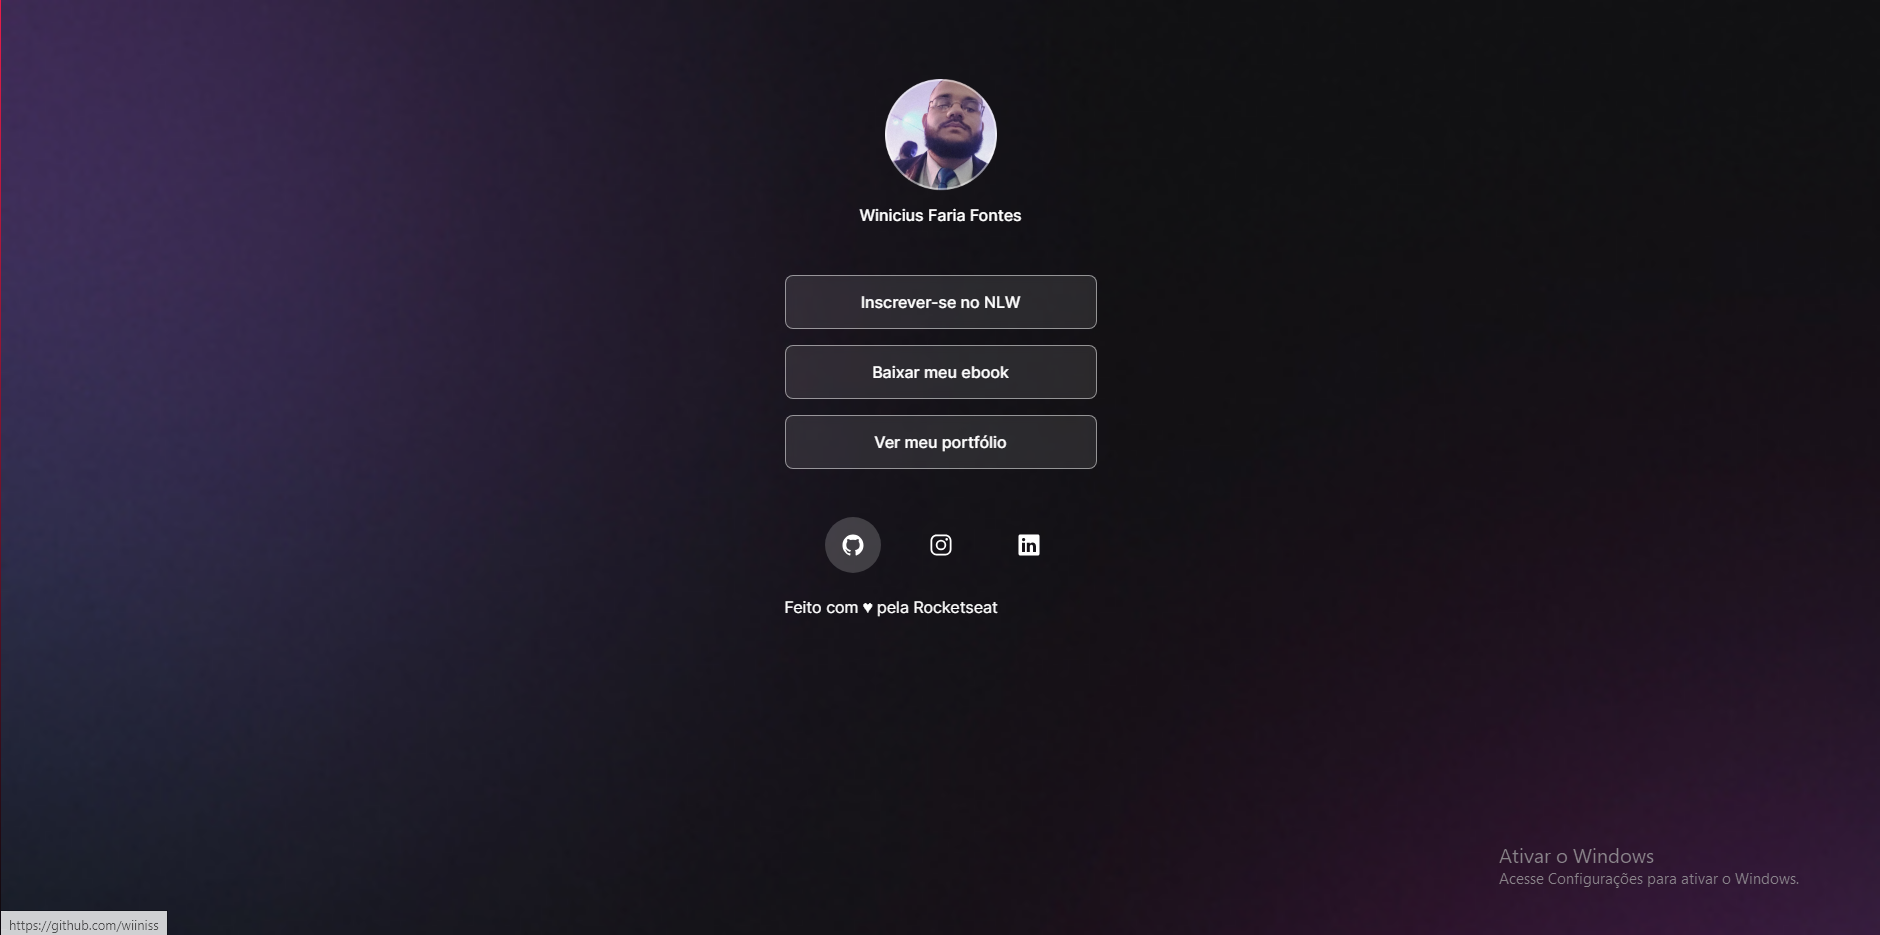 Winicius Faria Fontes
Inscrever-se no NLW
Baixar meu ebook
Ver meu portfólio
Feito com ♥ pela Rocketseat
Ativar o Windows
Acesse Configurações para ativar o Windows.
https://github.com/wiiniss